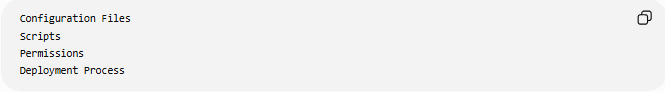 Configuration Files
Scripts
Permissions
Deployment Process